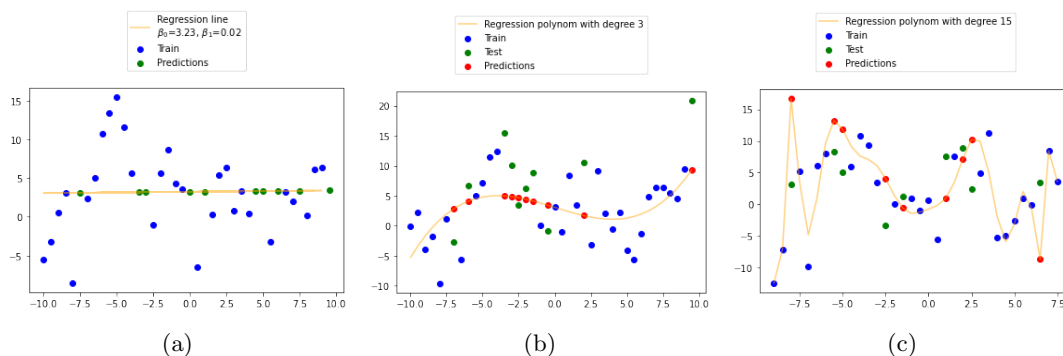 Regression line
β₀=3.23, β₁=0.02
Train
Predictions
15
10
5
0
−5
−10.0 −7.5 −5.0 −2.5 0.0 2.5 5.0 7.5 10.0
(a)
Regression polynom with degree 3
Train
Test
Predictions
20
15
10
5
0
−5
−10
−10.0 −7.5 −5.0 −2.5 0.0 2.5 5.0 7.5 10.0
(b)
Regression polynom with degree 15
Train
Test
Predictions
15
10
5
0
−5
−10
−7.5 −5.0 −2.5 0.0 2.5 5.0 7.5
(c)